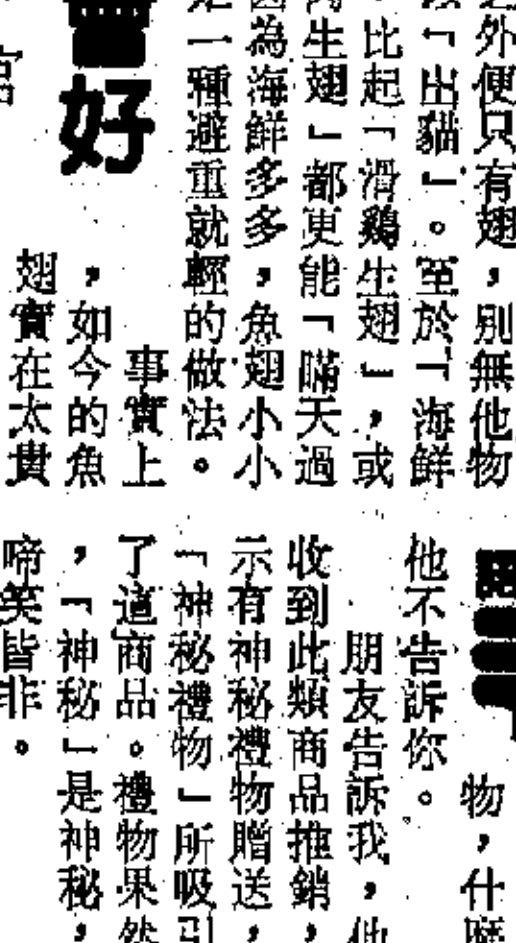 外便只有翅，別無他物
「出貓」。至於「海鮮
比起「滑鷄生翅」，或
生翅」都更能「瞞天過
為海鮮多多，魚翅小小
一種避重就輕的做法。
事實上
，如今的魚
翅實在太貴
好
物，什麼
他不告訴你。
朋友告訴我，他
收到此類商品推銷，
示有神秘禮物贈送，
「神秘禮物」所吸引
了這商品。禮物果然
，「神秘」是神秘，
啼笑皆非。